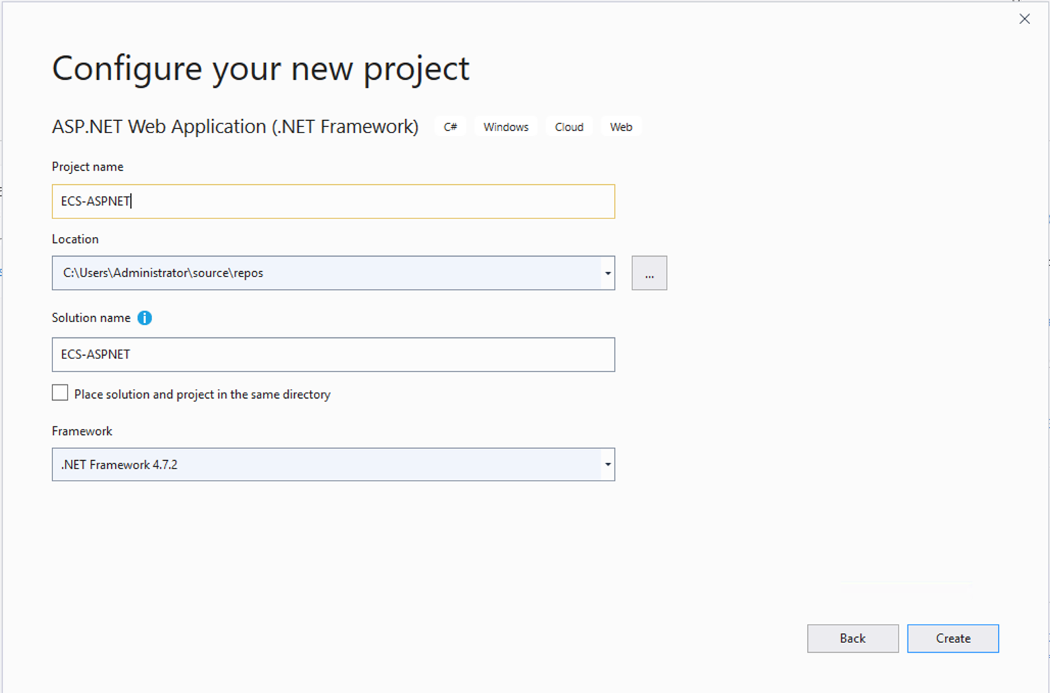 Configure your new project
ASP.NET Web Application (.NET Framework) C# Windows Cloud Web
Project name
ECS-ASPNET
Location
C:\Users\Administrator\source\repos
...
Solution name
ECS-ASPNET
Place solution and project in the same directory
Framework
.NET Framework 4.7.2
Back Create